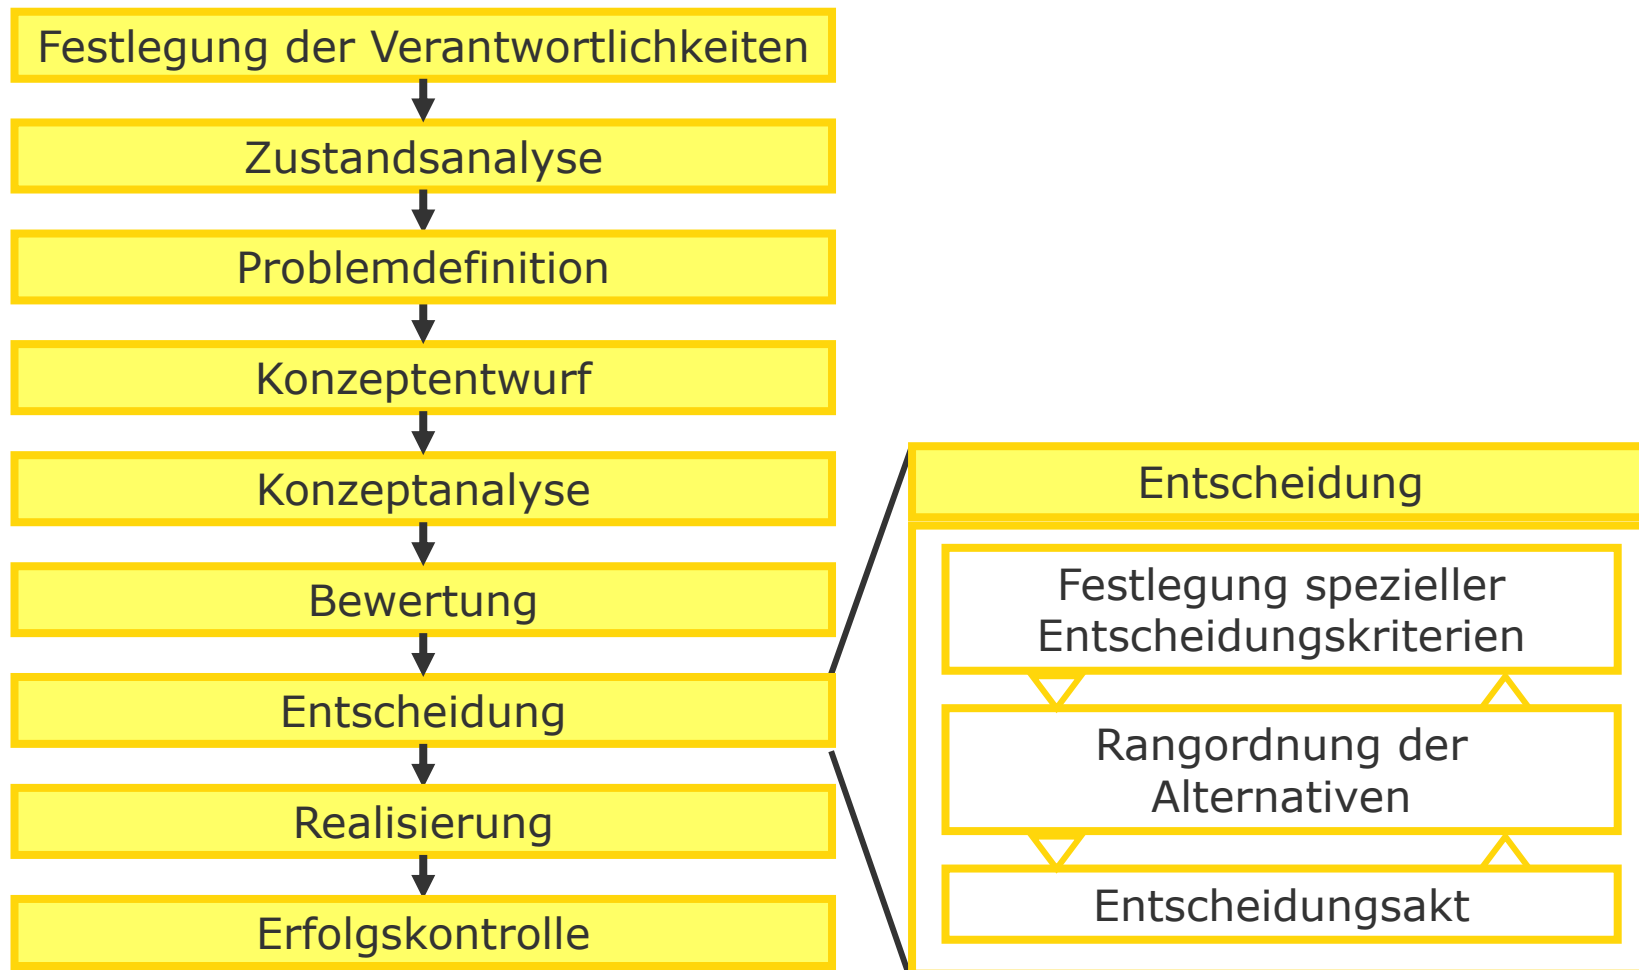 Festlegung der Verantwortlichkeiten
Zustandsanalyse
Problemdefinition
Konzeptentwurf
Konzeptanalyse
Bewertung
Entscheidung
Realisierung
Erfolgskontrolle
Entscheidung
Festlegung spezieller
Entscheidungskriterien
Rangordnung der
Alternativen
Entscheidungsakt